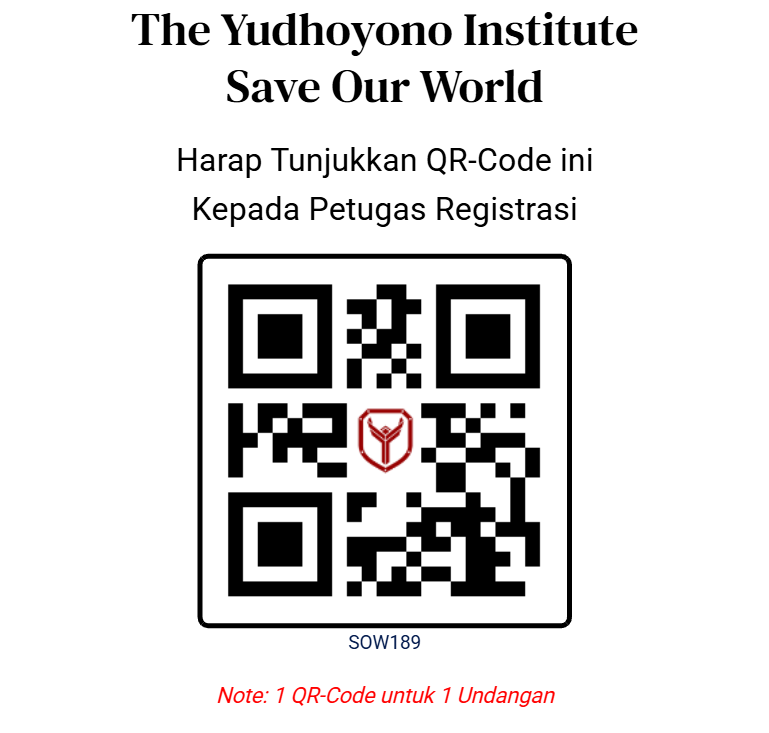 The Yudhoyono Institute
Save Our World
Harap Tunjukkan QR-Code ini
Kepada Petugas Registrasi
SOW189
Note: 1 QR-Code untuk 1 Undangan